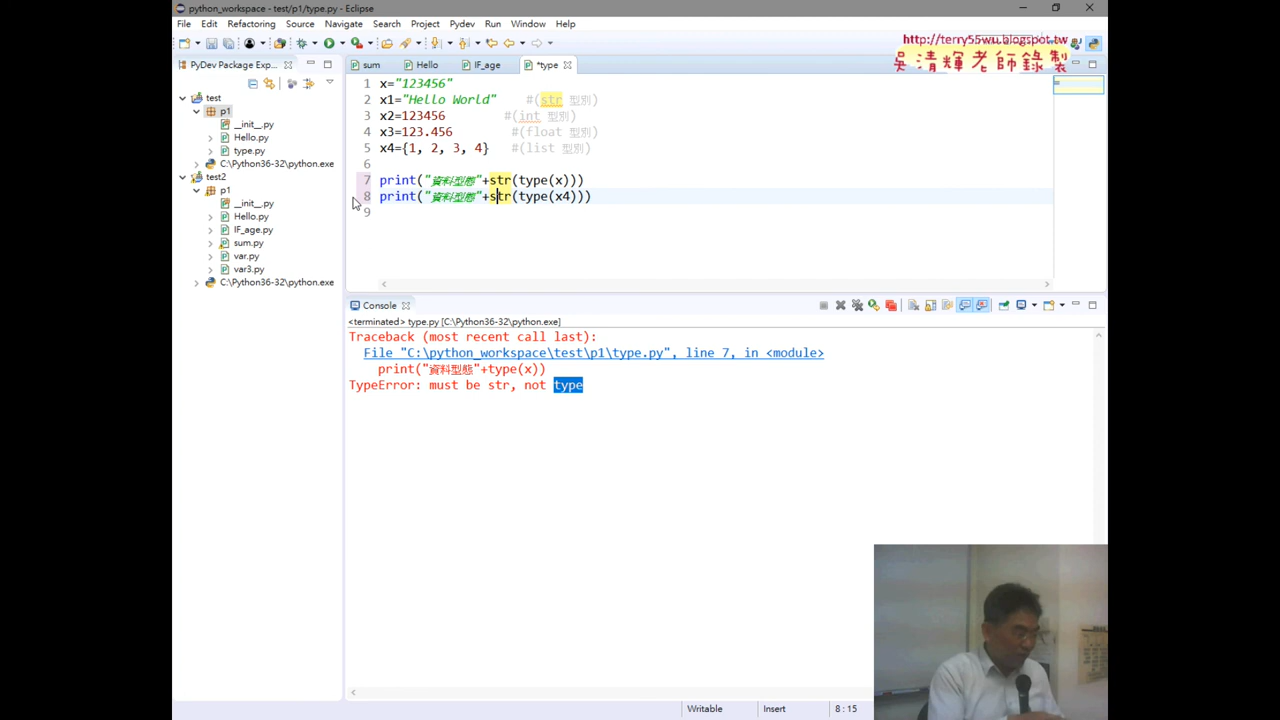 python_workspace - test/p1/type.py - Eclipse
File Edit Refactoring Source Navigate Search Project Pydev Run Window Help
http://terry55wu.blogspot.tw
吳清輝老師錄製
PyDev Package Exp...
test
p1
__init__.py
Hello.py
type.py
C:\Python36-32\python.exe
test2
p1
__init__.py
Hello.py
IF_age.py
sum.py
var.py
var3.py
C:\Python36-32\python.exe
sum Hello IF_age *type
1 x="123456"
2 x1="Hello World" #(str 型別)
3 x2=123456 #(int 型別)
4 x3=123.456 #(float 型別)
5 x4={1, 2, 3, 4} #(list 型別)
6
7 print("資料型態"+str(type(x)))
8 print("資料型態"+str(type(x4)))
9
Console
<terminated> type.py [C:\Python36-32\python.exe]
Traceback (most recent call last):
File "C:\python_workspace\test\p1\type.py", line 7, in <module>
print("資料型態"+type(x))
TypeError: must be str, not type
Writable Insert 8 : 15